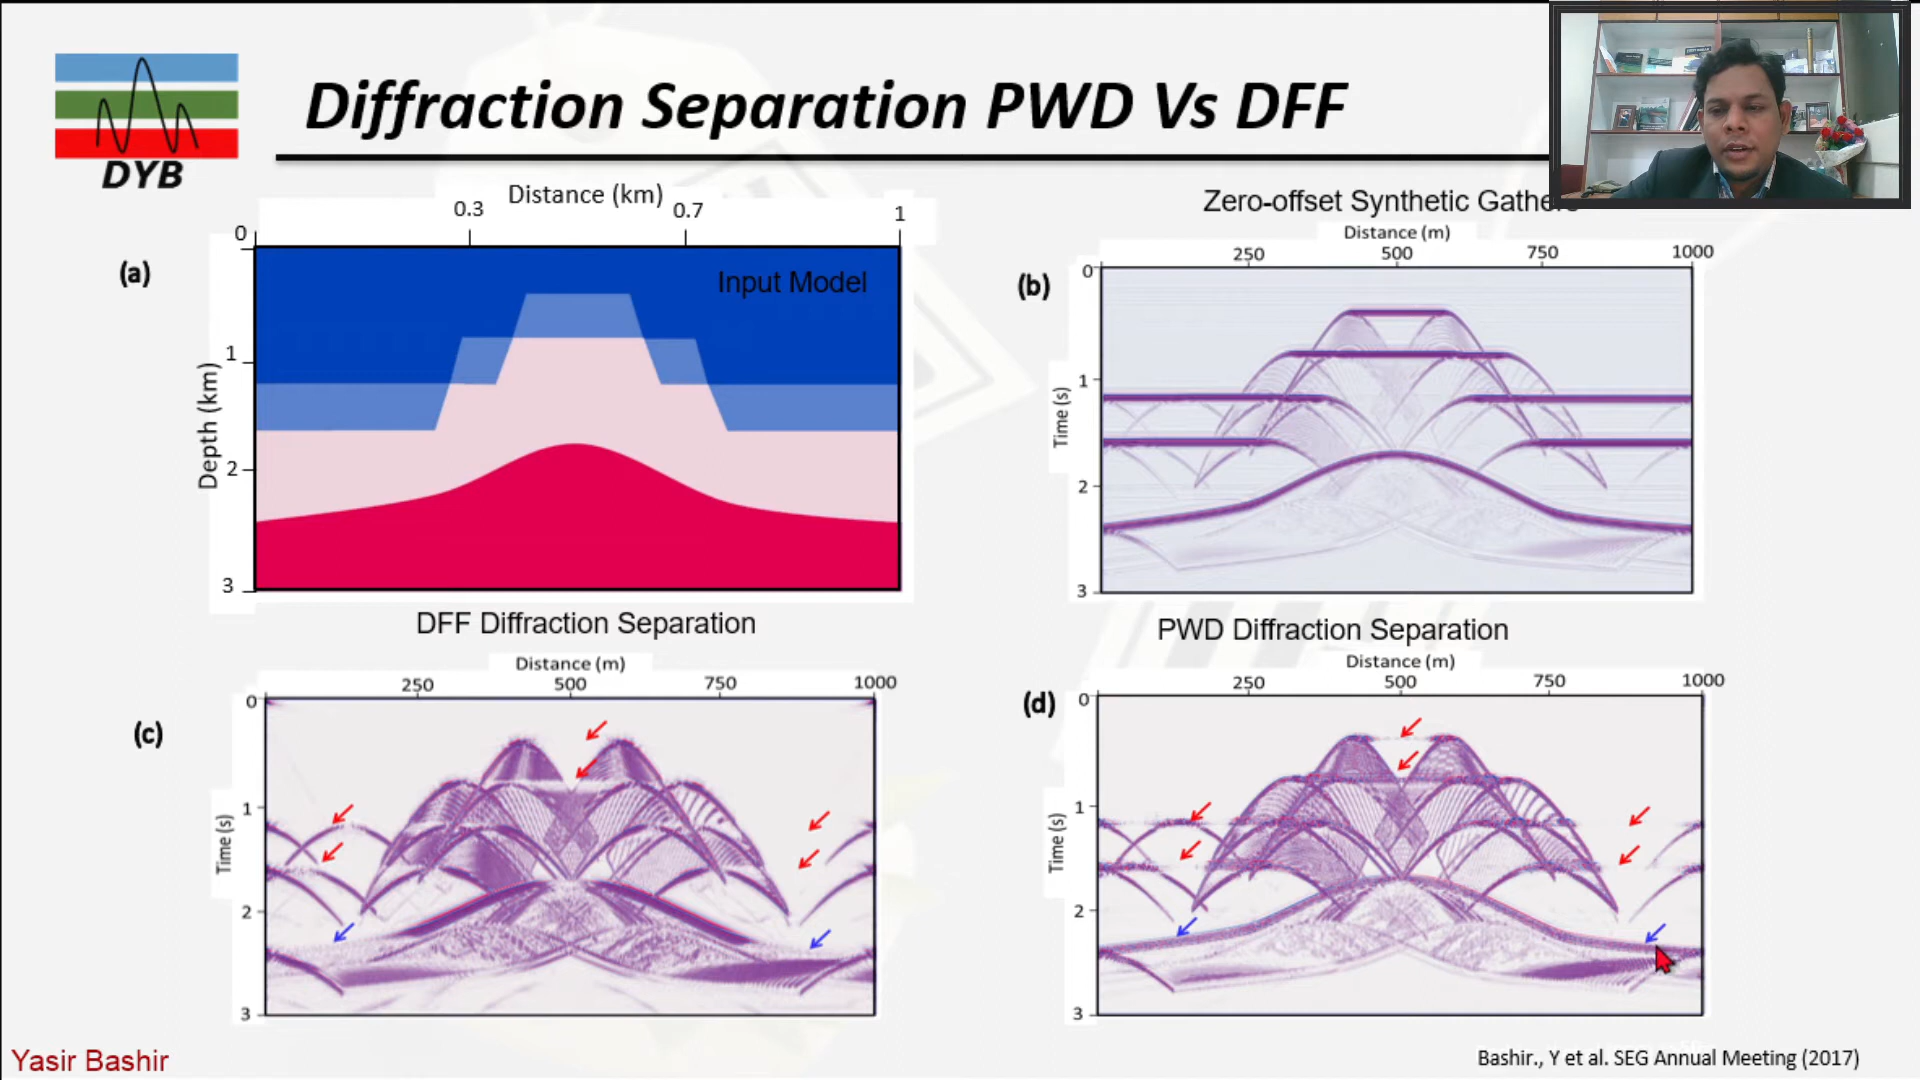 Diffraction Separation PWD Vs DFF
DYB
Distance (km)
0.3
0.7
1
0
(a)
Input Model
1
Depth (km)
2
3
Zero-offset Synthetic
Distance (m)
250
500
750
1000
(b)
0
1
Time (s)
2
3
DFF Diffraction Separation
Distance (m)
250
500
750
1000
0
(c)
1
Time (s)
2
3
PWD Diffraction Separation
Distance (m)
250
500
750
1000
0
(d)
1
Time (s)
2
3
Yasir Bashir
Bashir., Y et al. SEG Annual Meeting (2017)